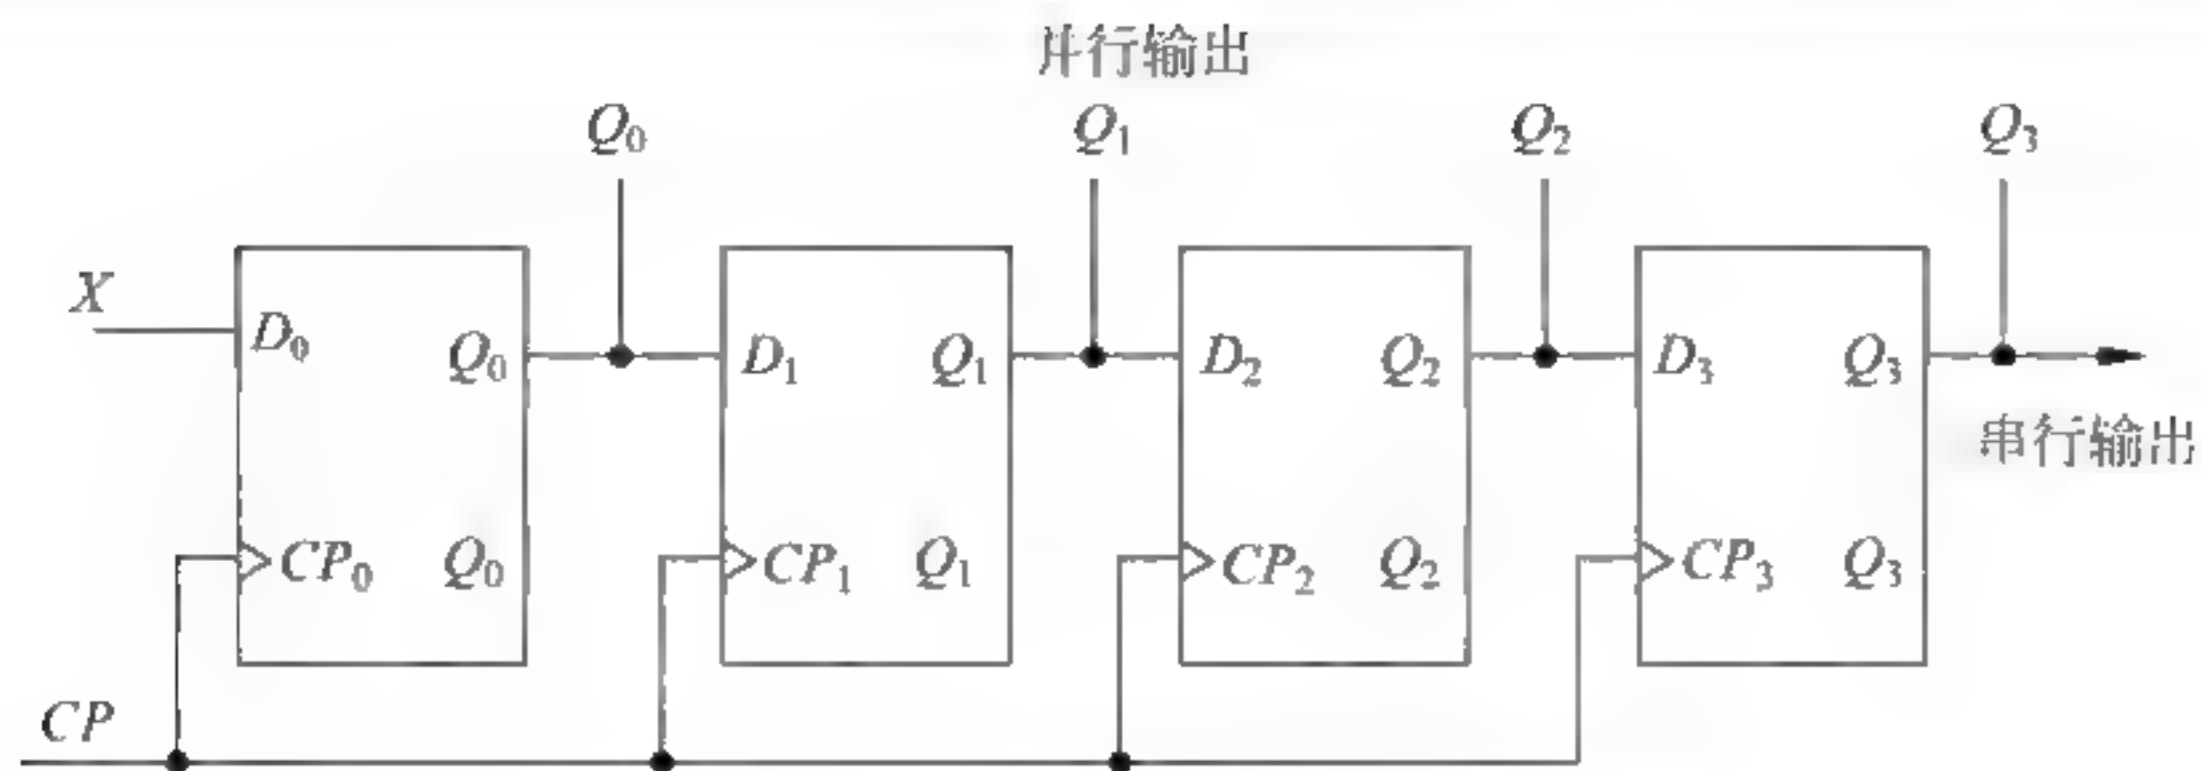 并行输出
Q₀ Q₁ Q₂ Q₃
X
D₀ Q₀ D₁ Q₁ D₂ Q₂ D₃ Q₃
串行输出
CP₀ Q₀ CP₁ Q₁ CP₂ Q₂ CP₃ Q₃
CP